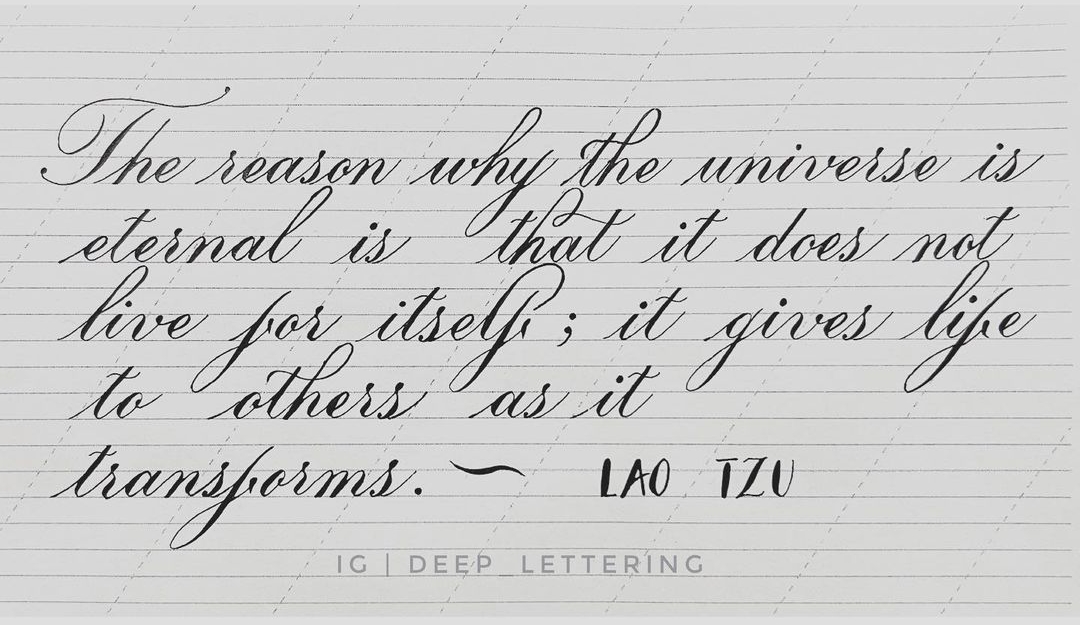 The reason why the universe is
eternal is that it does not
live for itself; it gives life
to others as it
transforms. ~ LAO TZU
IG | DEEP_LETTERING